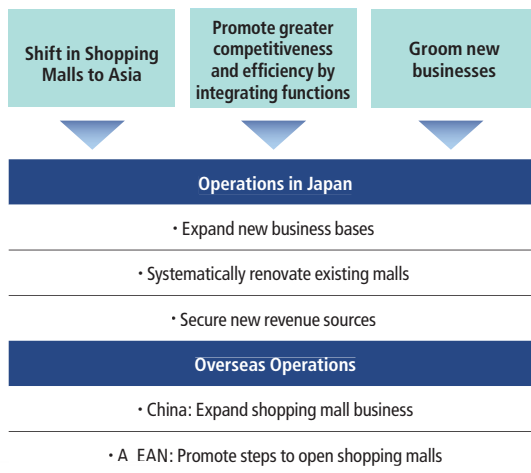 Shift in Shopping
Malls to Asia
Promote greater
competitiveness
and efficiency by
integrating functions
Groom new
businesses
Operations in Japan
・Expand new business bases
・Systematically renovate existing malls
・Secure new revenue sources
Overseas Operations
・China: Expand shopping mall business
・A EAN: Promote steps to open shopping malls